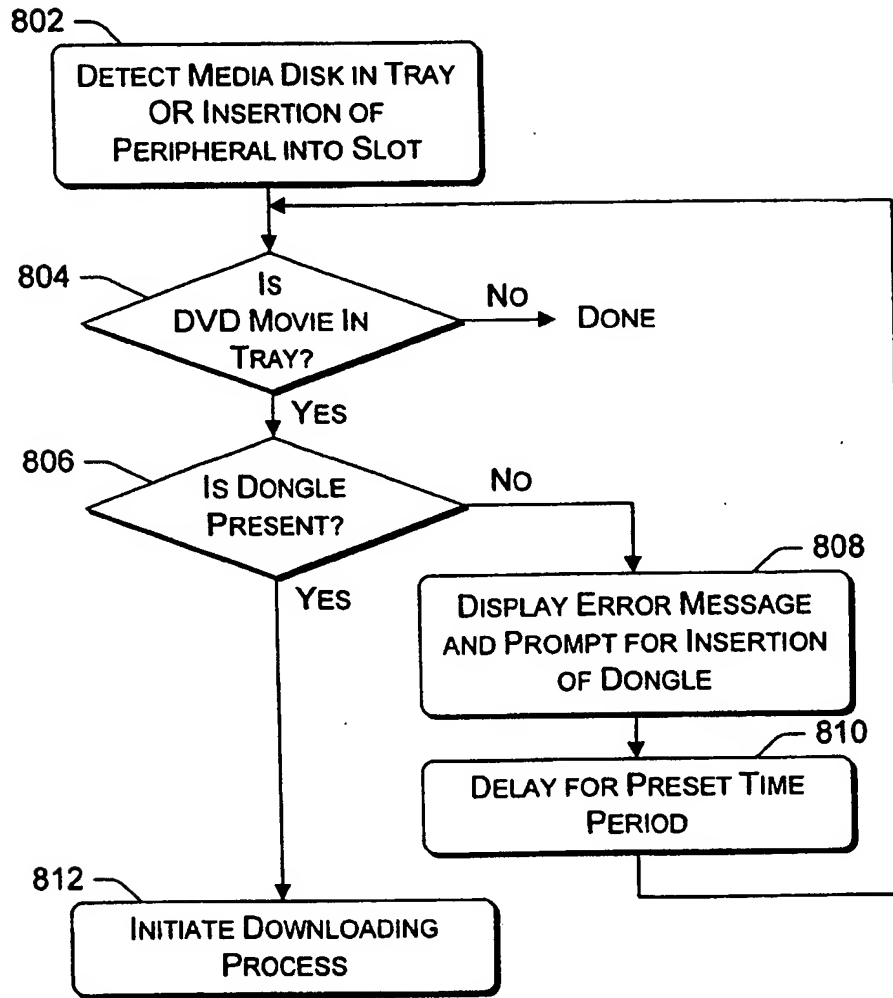 802
DETECT MEDIA DISK IN TRAY
OR INSERTION OF
PERIPHERAL INTO SLOT
804
IS
DVD MOVIE IN
TRAY?
NO
DONE
YES
806
IS DONGLE
PRESENT?
NO
YES
808
DISPLAY ERROR MESSAGE
AND PROMPT FOR INSERTION
OF DONGLE
810
DELAY FOR PRESET TIME
PERIOD
812
INITIATE DOWNLOADING
PROCESS